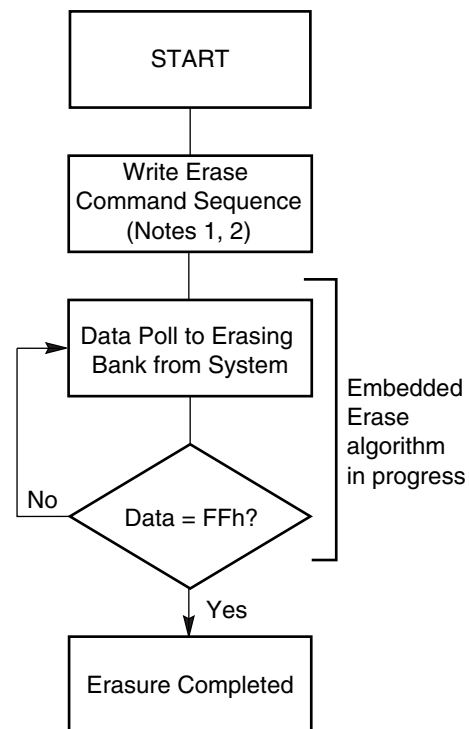 START
Write Erase
Command Sequence
(Notes 1, 2)
Data Poll to Erasing
Bank from System
Embedded
Erase
algorithm
in progress
No
Data = FFh?
Yes
Erasure Completed